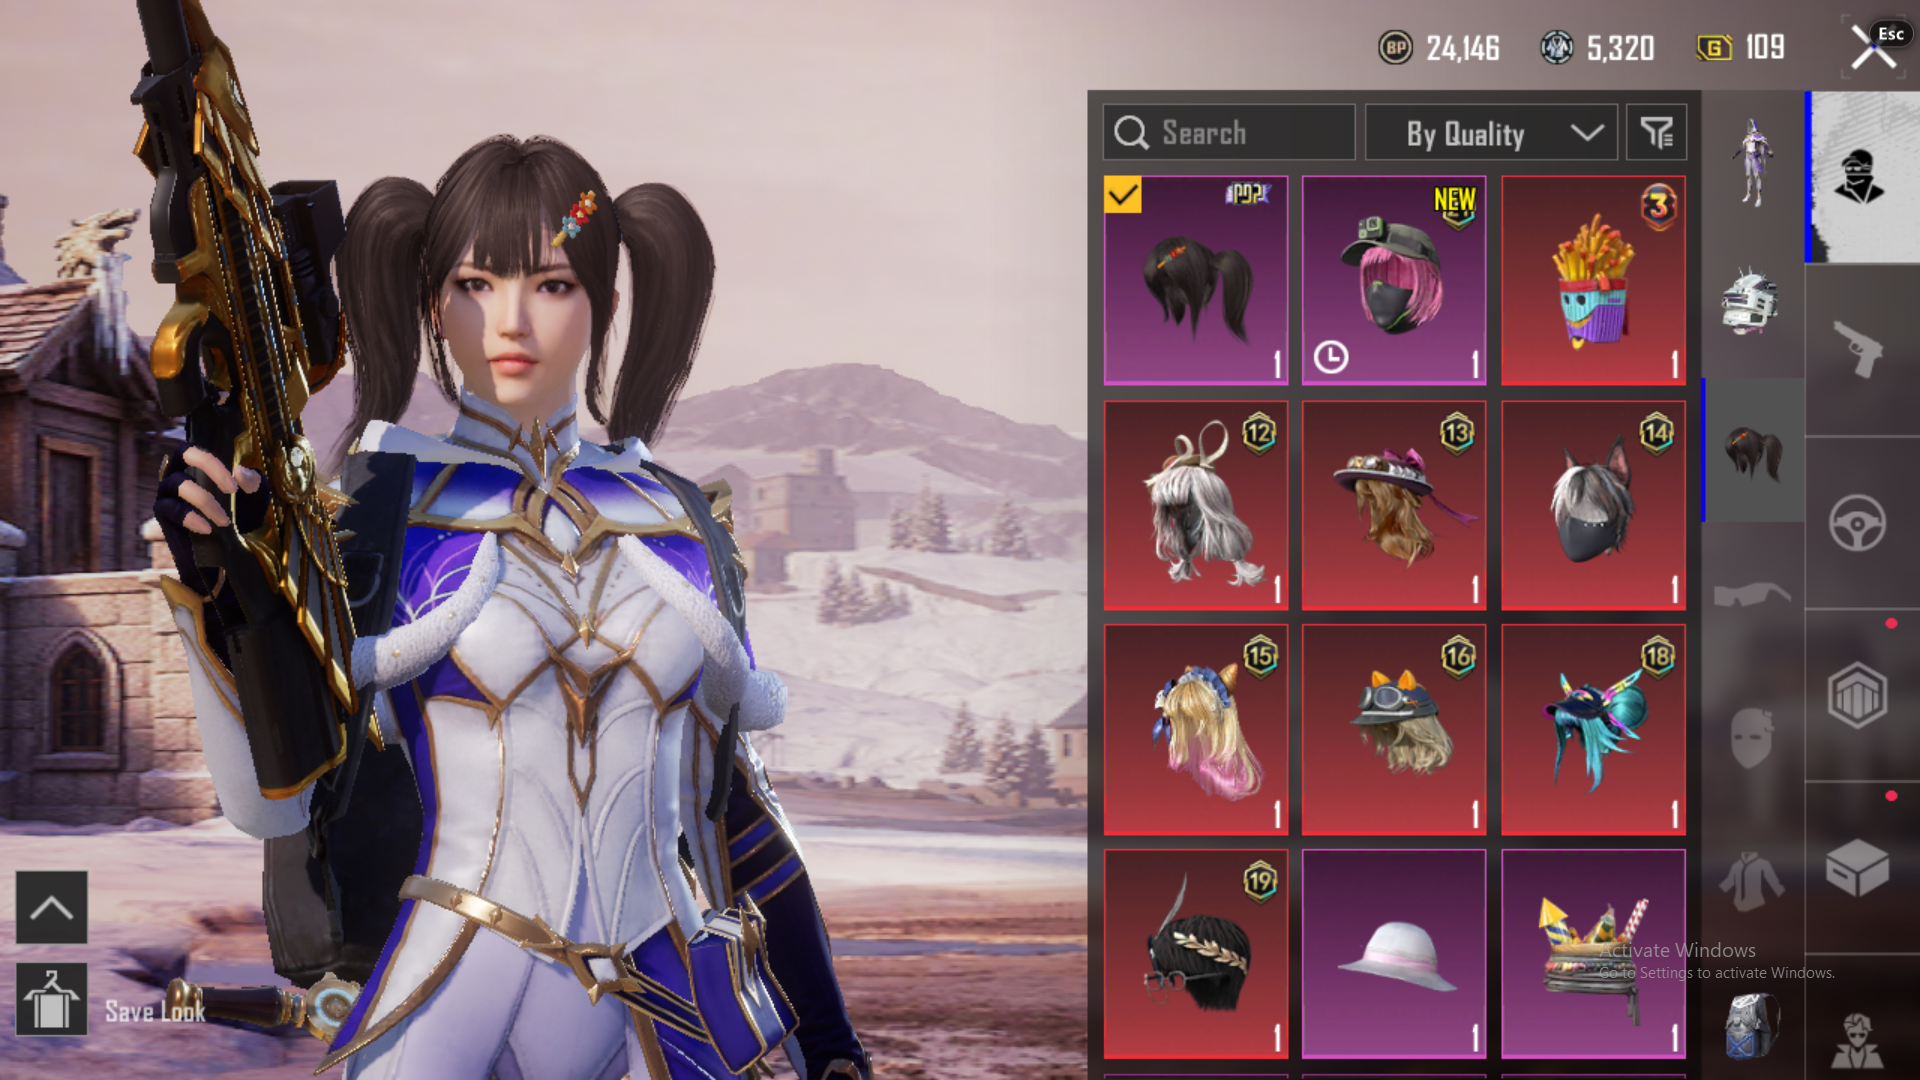 BP 24,146 5,320 G 109 Esc
Search By Quality
NEW 3
1 1 1
12 13 14
1 1 1
15 16 18
1 1 1
19
1 1 1
Activate Windows
Go to Settings to activate Windows.
Save Look